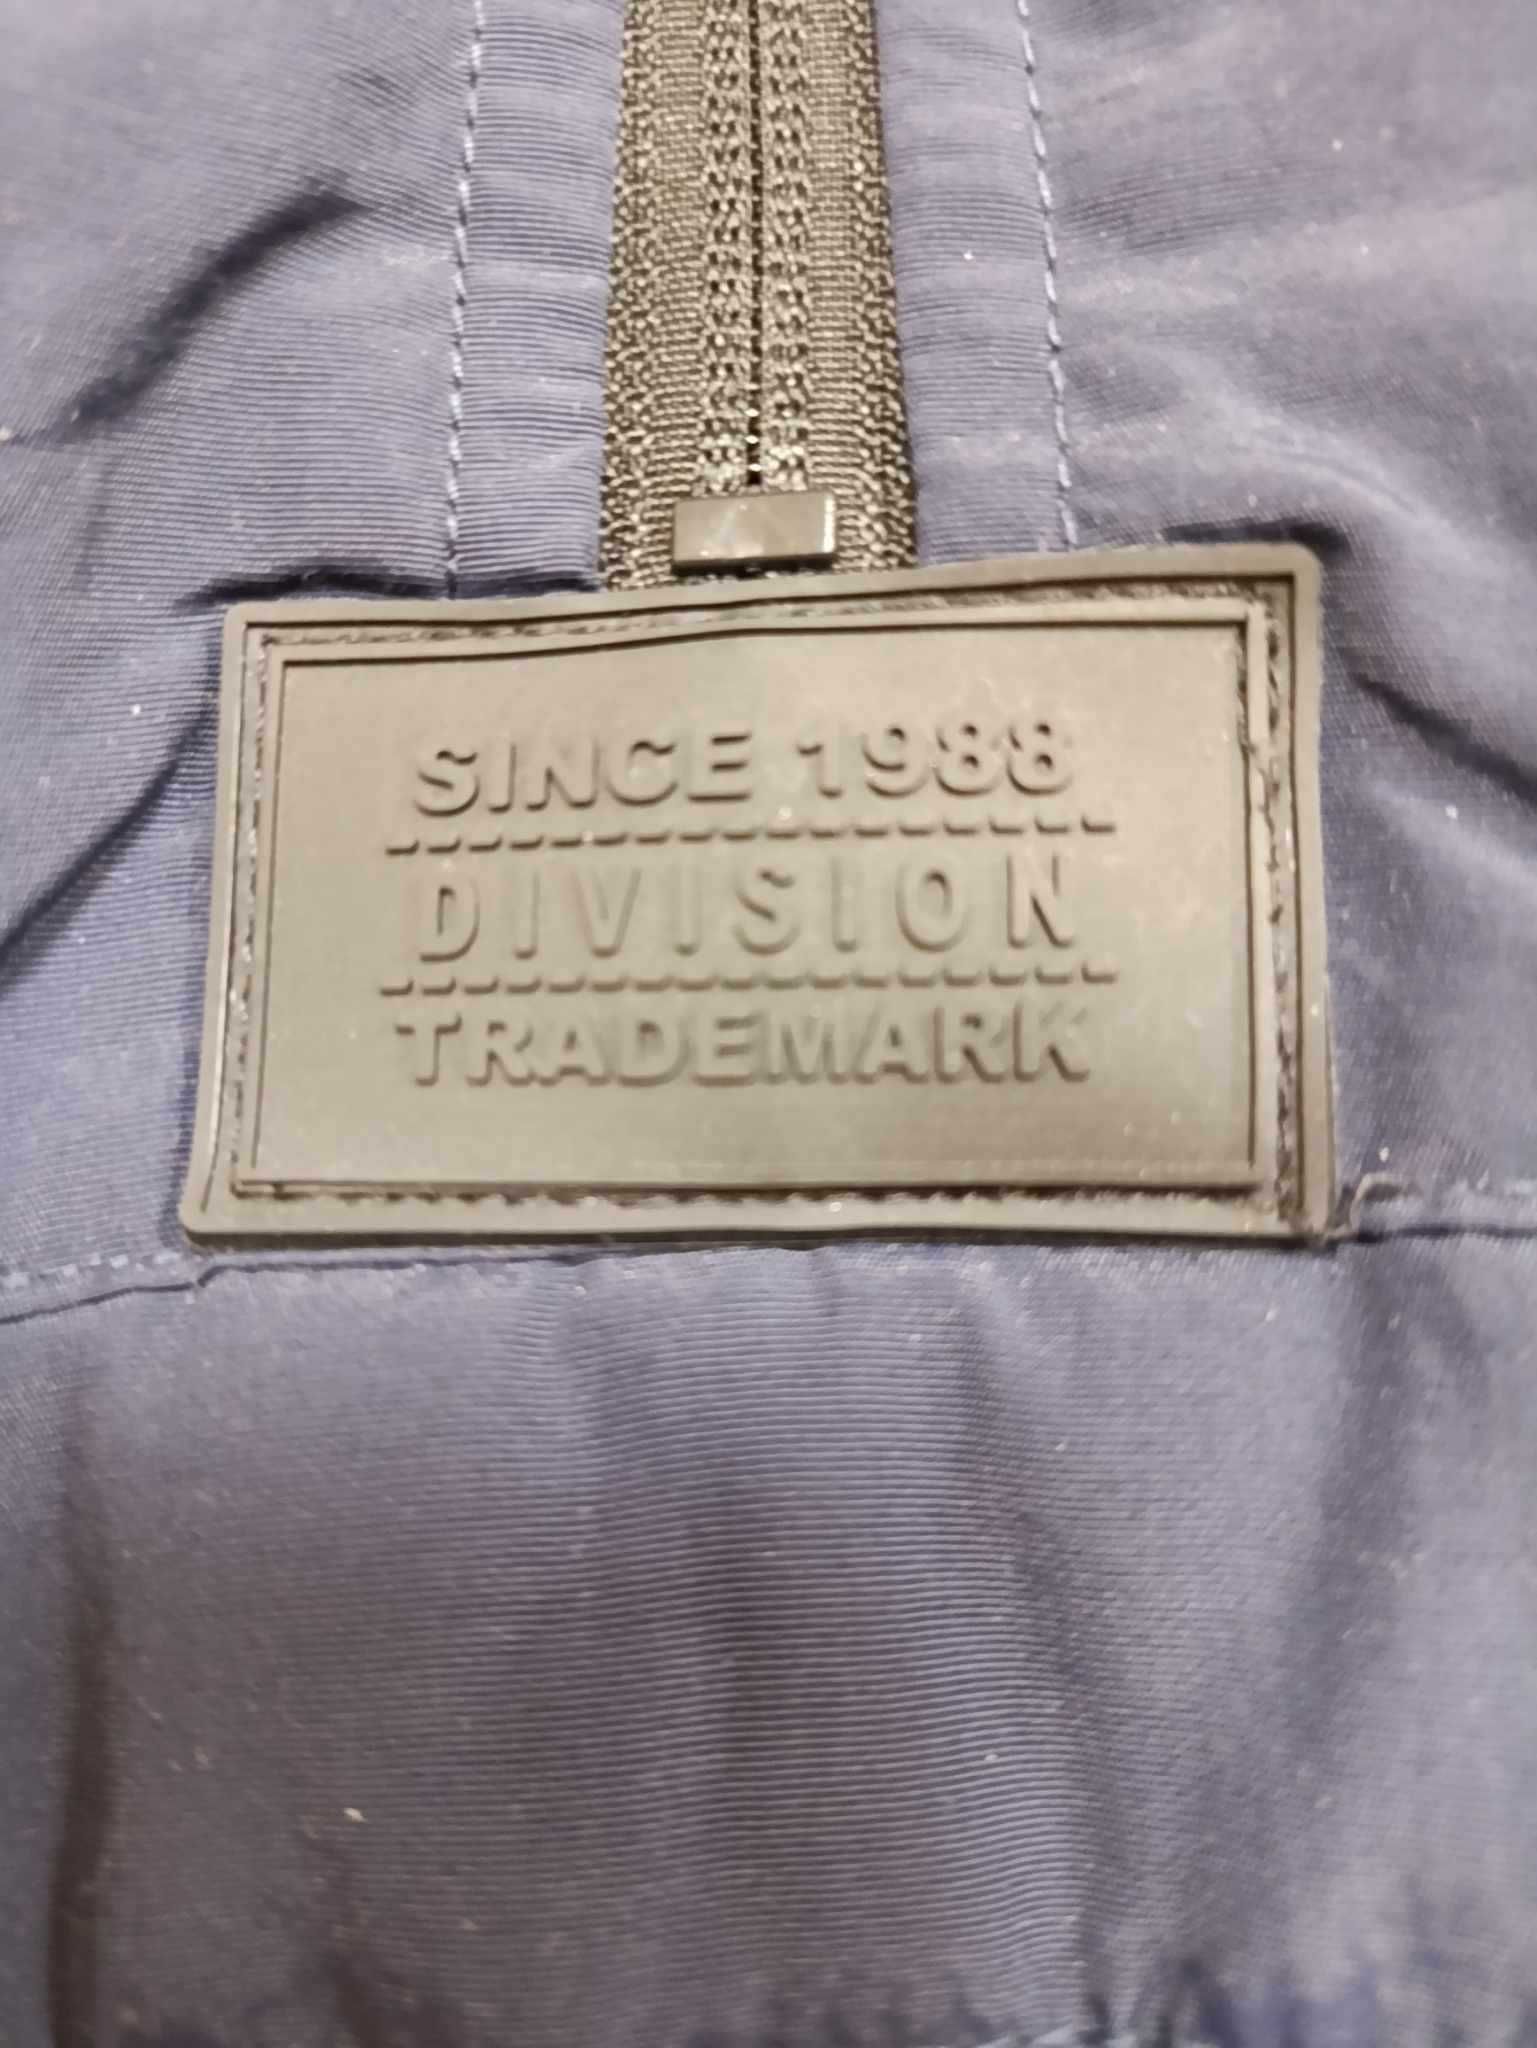 SINCE 1988
DIVISION
TRADEMARK